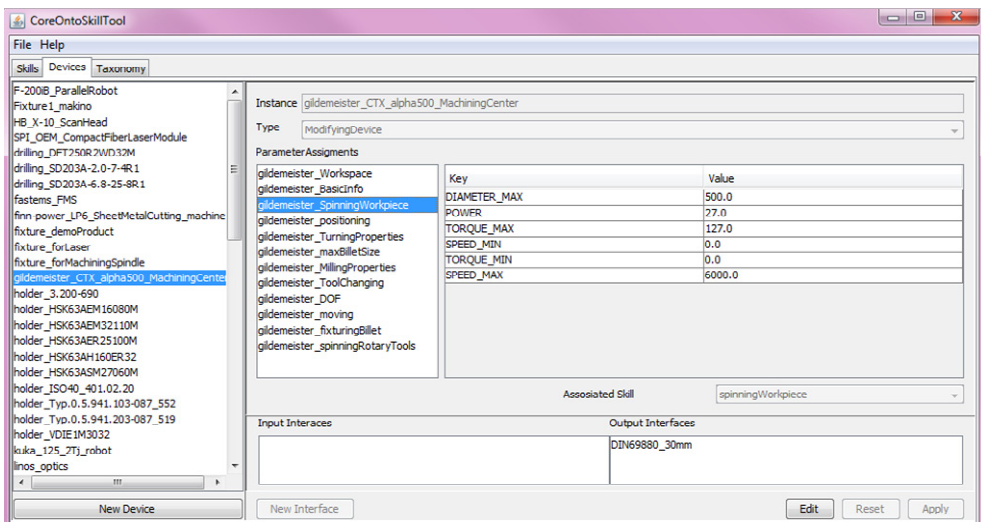 CoreOntoSkillTool
File Help
Skills Devices Taxonomy
F-200iB_ParallelRobot
Fixture1_makino
HB_X-10_ScanHead
SPI_OEM_CompactFiberLaserModule
drilling_DET250R2WD32M
drilling_SD203A-2.0-7-4R1
drilling_SD203A-6.8-25-8R1
fastems_FMS
finn-power_LP6_SheetMetalCutting_machine
fixture_demoProduct
fixture_forLaser
fixture_forMachiningSpindle
gildemeister_CTX_alpha500_MachiningCenter
holder_3.200-690
holder_HSK63AEM16080M
holder_HSK63AEM32110M
holder_HSK63AER25100M
holder_HSK63AH160ER32
holder_HSK63ASM27060M
holder_ISO40_401.02.20
holder_Typ.0.5.941.103-087_552
holder_Typ.0.5.941.203-087_519
holder_VDIE1M3032
kuka_125_2Tj_robot
linos_optics
New Device
Instance gildemeister_CTX_alpha500_MachiningCenter
Type ModifyingDevice
ParameterAssigments
gildemeister_Workspace
gildemeister_BasicInfo
gildemeister_SpinningWorkpiece
gildemeister_positioning
gildemeister_TurningProperties
gildemeister_maxBilletSize
gildemeister_MillingProperties
gildemeister_ToolChanging
gildemeister_DOF
gildemeister_moving
gildemeister_fixturingBillet
gildemeister_spinningRotaryTools
Key Value
DIAMETER_MAX 500.0
POWER 27.0
TORQUE_MAX 127.0
SPEED_MIN 0.0
TORQUE_MIN 0.0
SPEED_MAX 6000.0
Assosiated Skill spinningWorkpiece
Input Interaces Output Interfaces
DIN69880_30mm
New Interface Edit Reset Apply